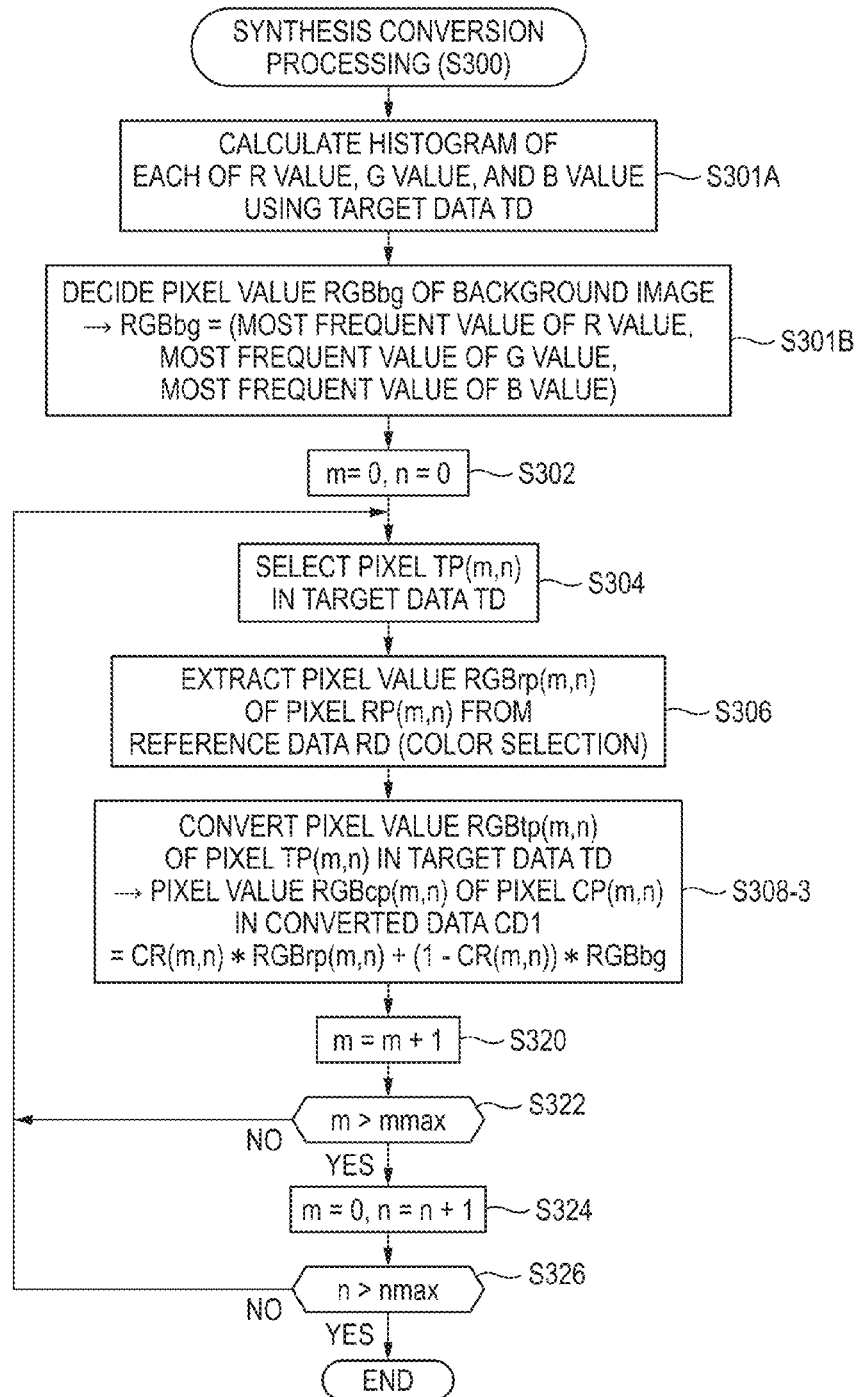 SYNTHESIS CONVERSION
PROCESSING (S300)
CALCULATE HISTOGRAM OF
EACH OF R VALUE, G VALUE, AND B VALUE
USING TARGET DATA TD
S301A
DECIDE PIXEL VALUE RGBbg OF BACKGROUND IMAGE
→ RGBbg = (MOST FREQUENT VALUE OF R VALUE,
MOST FREQUENT VALUE OF G VALUE,
MOST FREQUENT VALUE OF B VALUE)
S301B
m= 0, n = 0
S302
SELECT PIXEL TP(m,n)
IN TARGET DATA TD
S304
EXTRACT PIXEL VALUE RGBrp(m,n)
OF PIXEL RP(m,n) FROM
REFERENCE DATA RD (COLOR SELECTION)
S306
CONVERT PIXEL VALUE RGBtp(m,n)
OF PIXEL TP(m,n) IN TARGET DATA TD
→ PIXEL VALUE RGBcp(m,n) OF PIXEL CP(m,n)
IN CONVERTED DATA CD1
= CR(m,n) * RGBrp(m,n) + (1 - CR(m,n)) * RGBbg
S308-3
m = m + 1
S320
m > mmax
S322
NO
YES
m = 0, n = n + 1
S324
n > nmax
S326
NO
YES
END